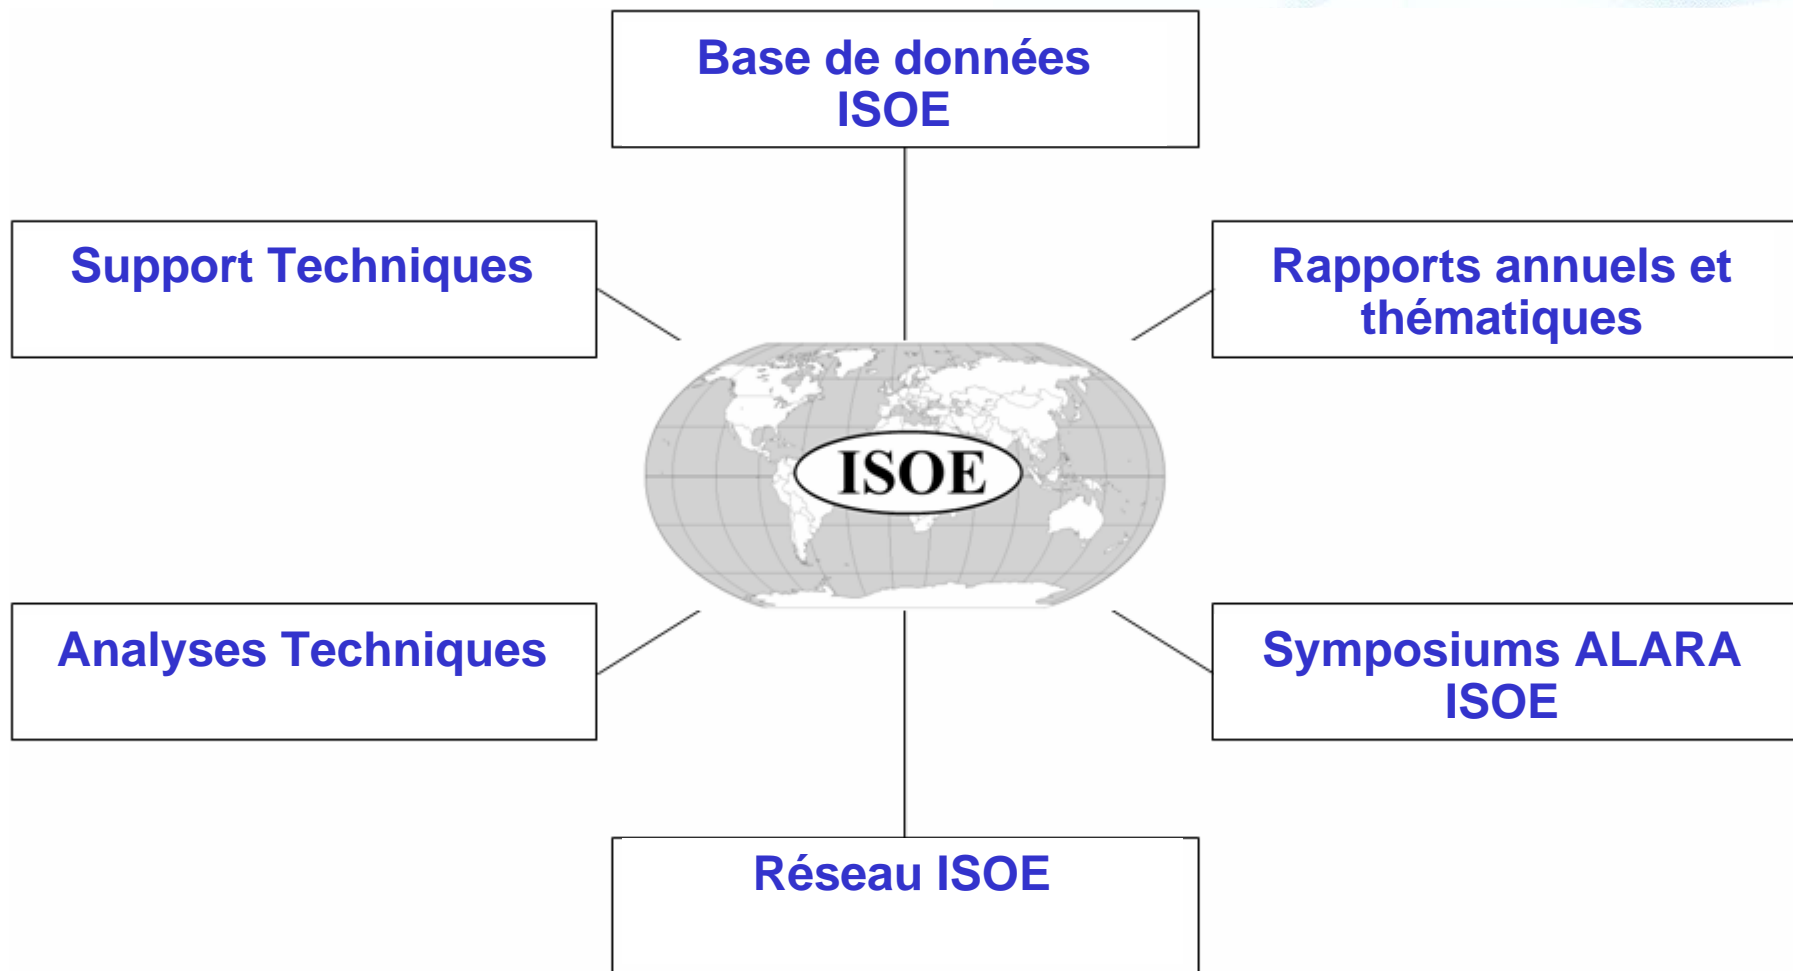 Base de données
ISOE
Support Techniques
Rapports annuels et
thématiques
ISOE
Analyses Techniques
Symposiums ALARA
ISOE
Réseau ISOE